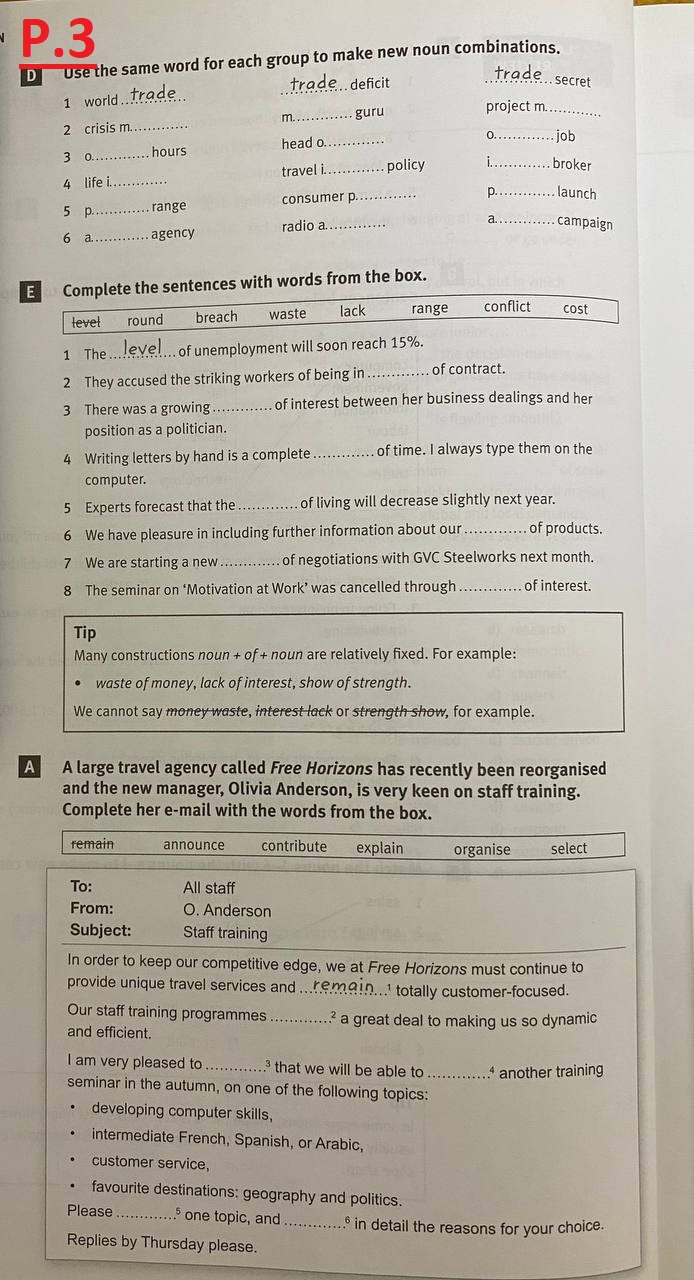 P.3
D Use the same word for each group to make new noun combinations.
1 world ...trade... ...trade... deficit ...trade... secret
2 crisis m............. m............. guru project m.............
3 o............. hours head o............. o............. job
4 life i............. travel i............. policy i............. broker
5 p............. range consumer p............. p............. launch
6 a............. agency radio a............. a............. campaign
E Complete the sentences with words from the box.
level round breach waste lack range conflict cost
1 The ...level... of unemployment will soon reach 15%.
2 They accused the striking workers of being in ............. of contract.
3 There was a growing ............. of interest between her business dealings and her
position as a politician.
4 Writing letters by hand is a complete ............. of time. I always type them on the
computer.
5 Experts forecast that the ............. of living will decrease slightly next year.
6 We have pleasure in including further information about our ............. of products.
7 We are starting a new ............. of negotiations with GVC Steelworks next month.
8 The seminar on ‘Motivation at Work’ was cancelled through ............. of interest.
Tip
Many constructions noun + of + noun are relatively fixed. For example:
• waste of money, lack of interest, show of strength.
We cannot say money waste, interest lack or strength show, for example.
A A large travel agency called Free Horizons has recently been reorganised
and the new manager, Olivia Anderson, is very keen on staff training.
Complete her e-mail with the words from the box.
remain announce contribute explain organise select
To: All staff
From: O. Anderson
Subject: Staff training
In order to keep our competitive edge, we at Free Horizons must continue to
provide unique travel services and ...remain...¹ totally customer-focused.
Our staff training programmes .............² a great deal to making us so dynamic
and efficient.
I am very pleased to .............³ that we will be able to .............⁴ another training
seminar in the autumn, on one of the following topics:
• developing computer skills,
• intermediate French, Spanish, or Arabic,
• customer service,
• favourite destinations: geography and politics.
Please .............⁵ one topic, and .............⁶ in detail the reasons for your choice.
Replies by Thursday please.